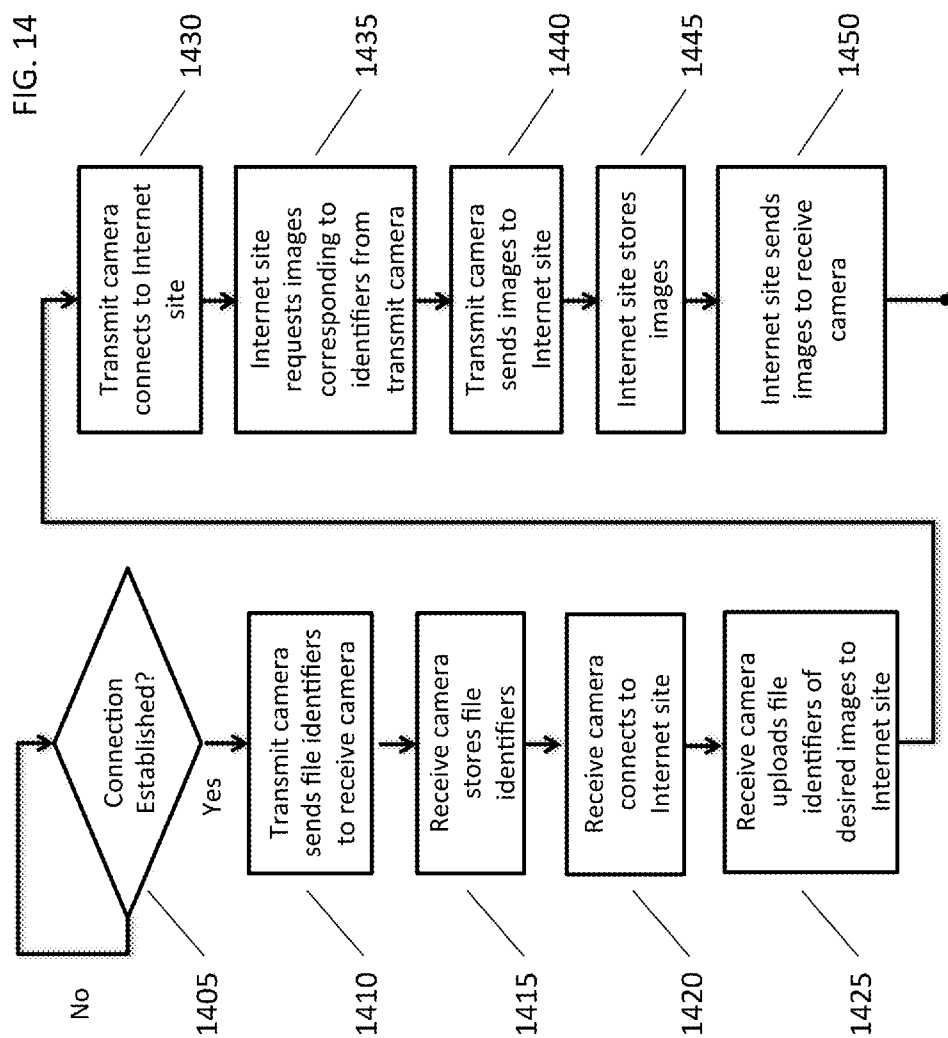 FIG. 14
Connection
Established?
No
Yes
1405
Transmit camera
sends file identifiers
to receive camera
1410
Receive camera
stores file
identifiers
1415
Receive camera
connects to
Internet site
1420
Receive camera
uploads file
identifiers of
desired images to
Internet site
1425
Transmit camera
connects to Internet
site
1430
Internet site
requests images
corresponding to
identifiers from
transmit camera
1435
Transmit camera
sends images to
Internet site
1440
Internet site stores
images
1445
Internet site sends
images to receive
camera
1450